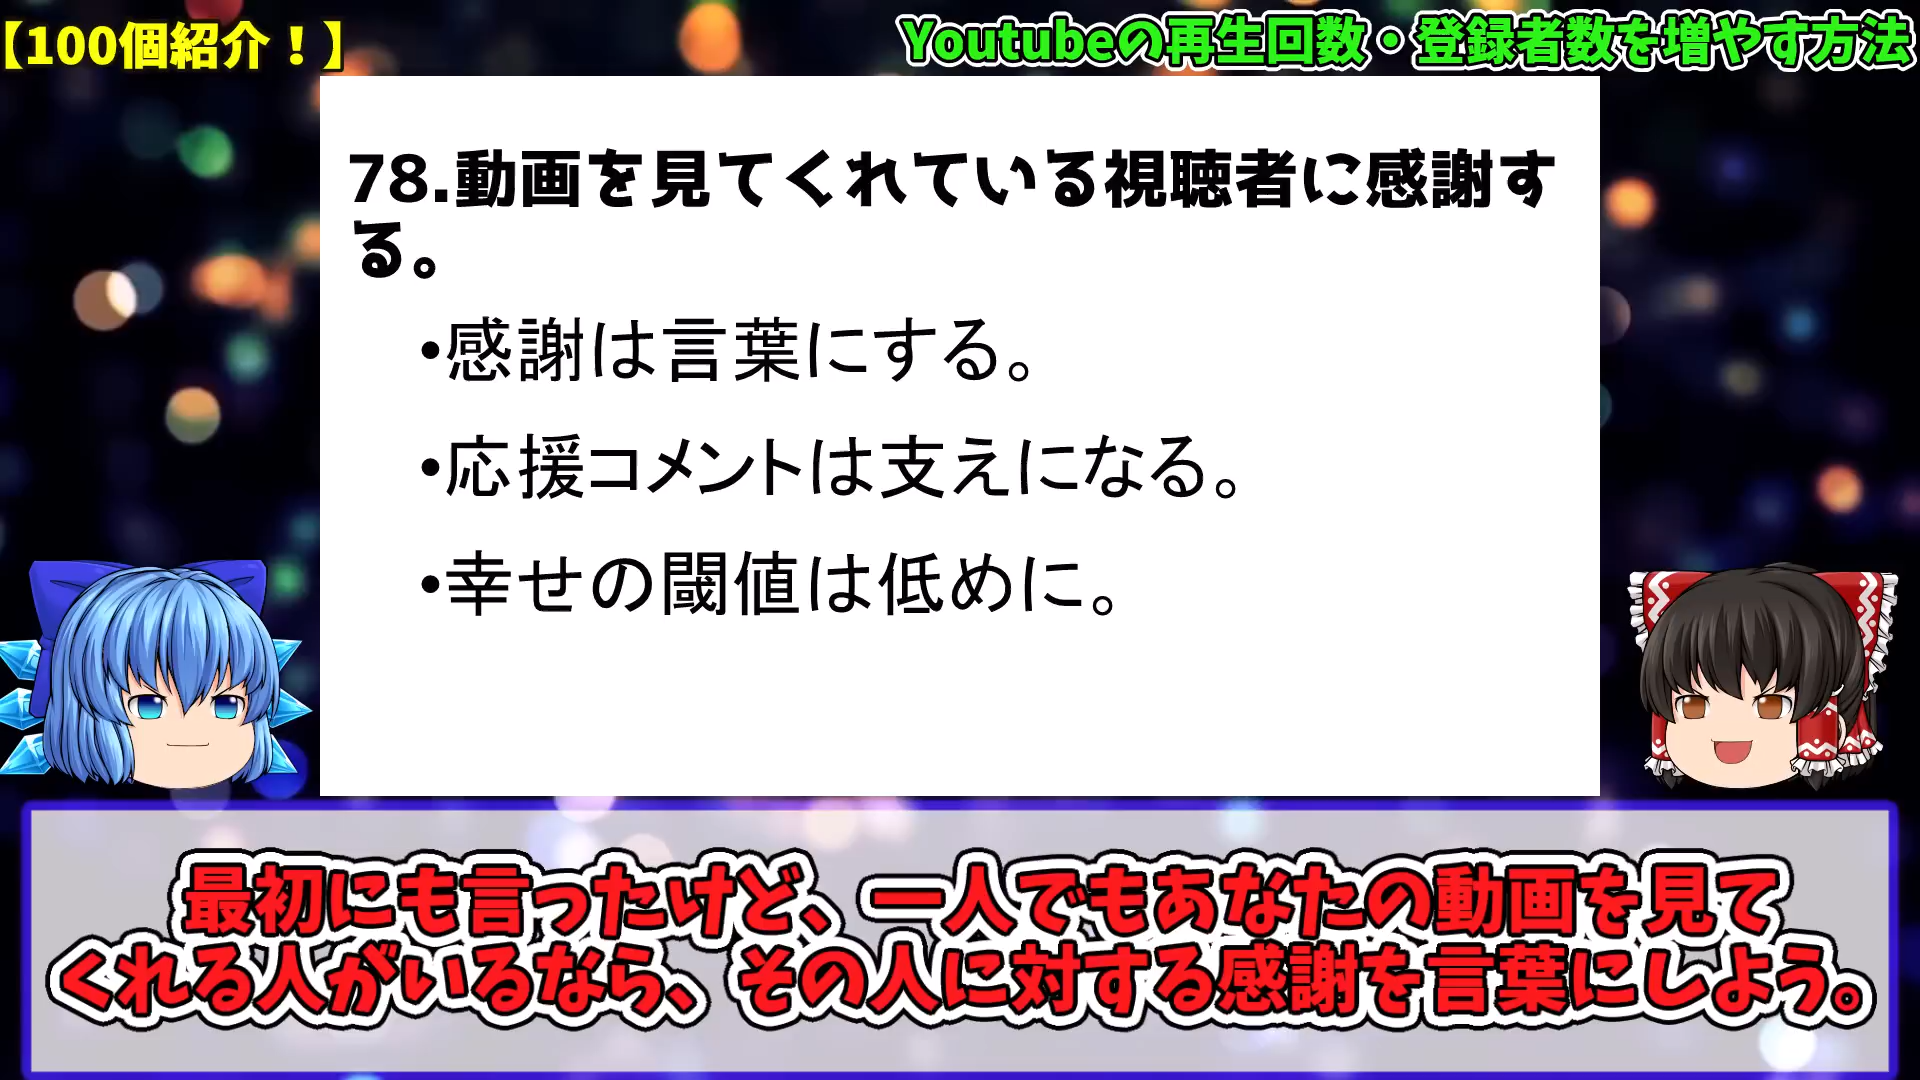 【100個紹介！】
Youtubeの再生回数・登録者数を増やす方法
78.動画を見てくれている視聴者に感謝す
る。
•感謝は言葉にする。
•応援コメントは支えになる。
•幸せの閾値は低めに。
最初にも言ったけど、一人でもあなたの動画を見て
くれる人がいるなら、その人に対する感謝を言葉にしよう。